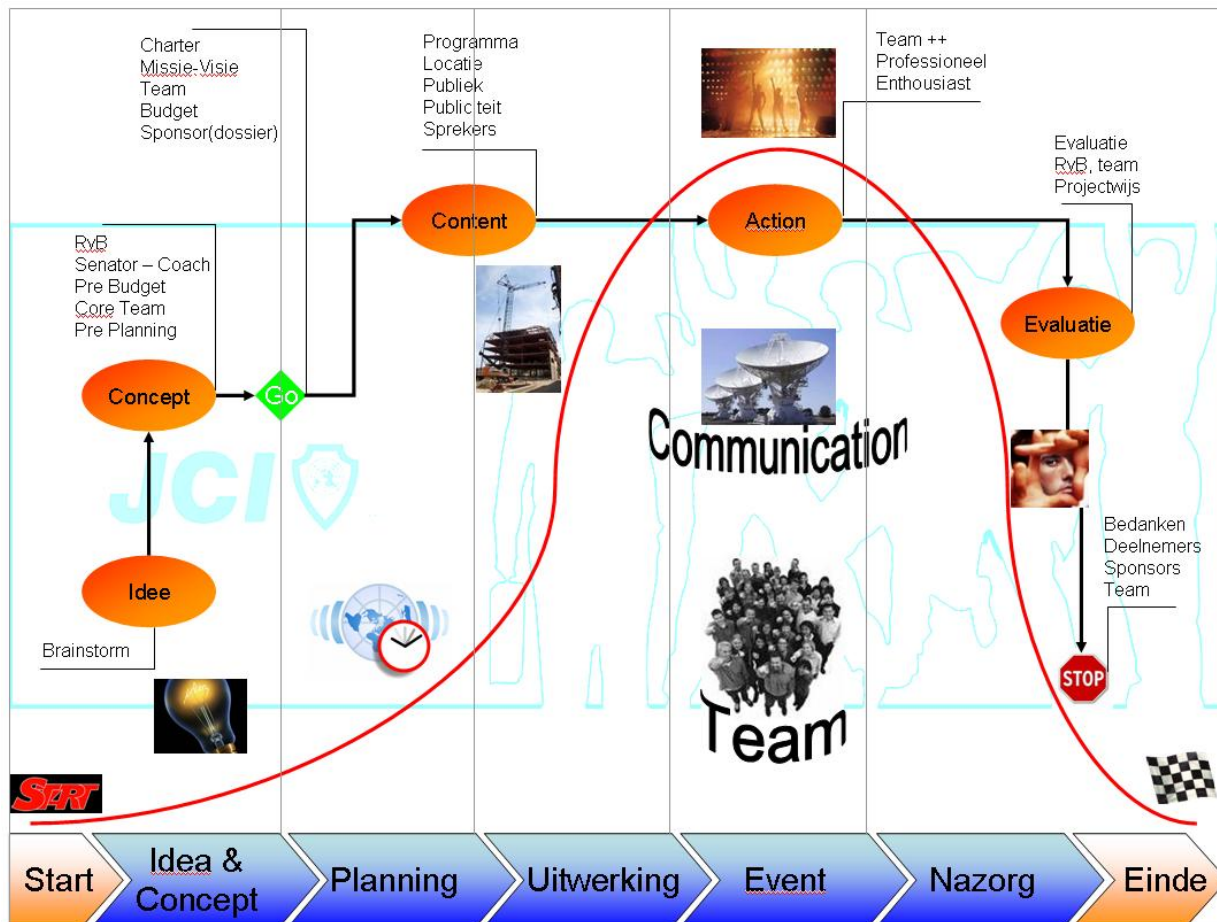 Charter
Missie-Visie
Team
Budget
Sponsor(dossier)
Programma
Locatie
Publiek
Publiciteit
Sprekers
Team ++
Professioneel
Enthousiast
Evaluatie
RvB, team
Projectwijs
Content
Action
RvB
Senator – Coach
Pre Budget
Core Team
Pre Planning
Evaluatie
Concept
Go
Communication
JCI
Bedanken
Deelnemers
Sponsors
Team
Idee
Brainstorm
STOP
Team
START
Start
Idea &
Concept
Planning
Uitwerking
Event
Nazorg
Einde